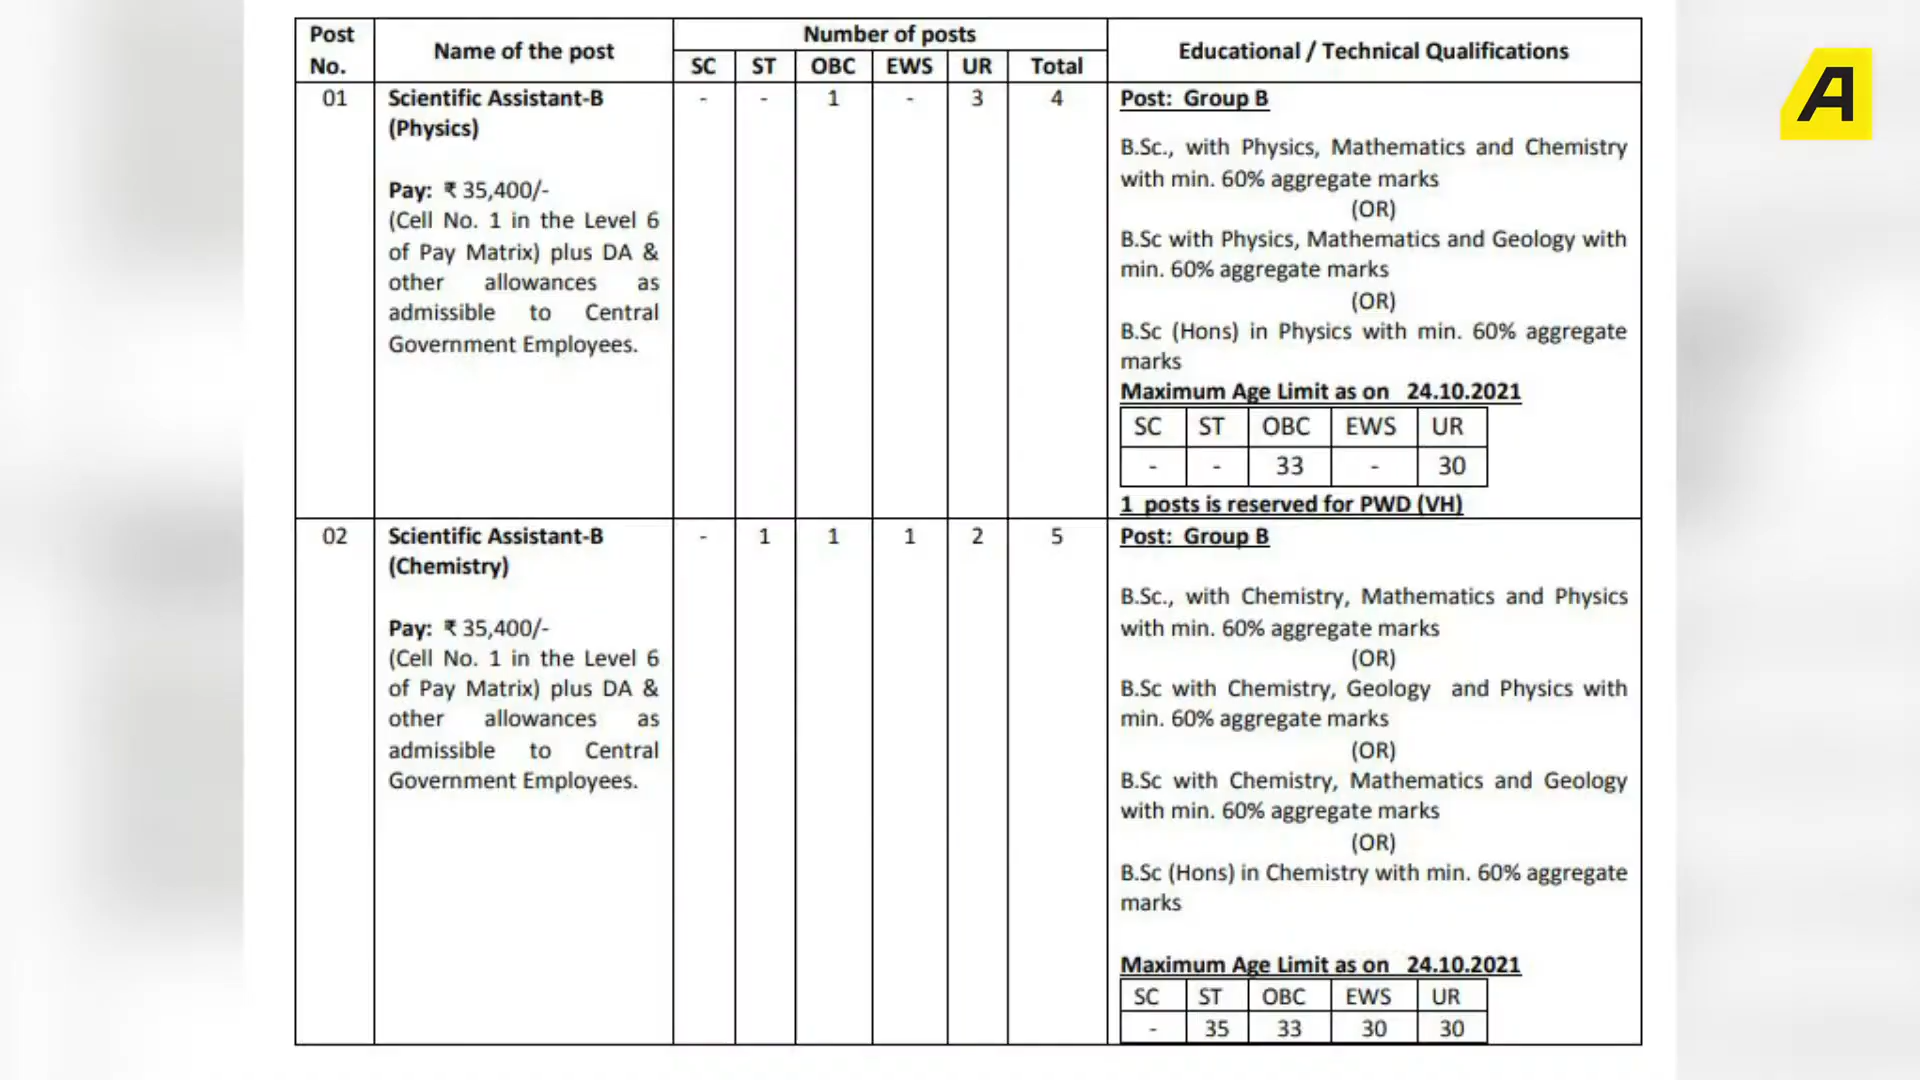 Post No. Name of the post Number of posts Educational / Technical Qualifications
SC ST OBC EWS UR Total
01 Scientific Assistant-B (Physics) - - 1 - 3 4
Pay: ₹ 35,400/-
(Cell No. 1 in the Level 6
of Pay Matrix) plus DA &
other allowances as
admissible to Central
Government Employees.
Post: Group B
B.Sc., with Physics, Mathematics and Chemistry
with min. 60% aggregate marks
(OR)
B.Sc with Physics, Mathematics and Geology with
min. 60% aggregate marks
(OR)
B.Sc (Hons) in Physics with min. 60% aggregate
marks
Maximum Age Limit as on 24.10.2021
SC ST OBC EWS UR
- - 33 - 30
1 posts is reserved for PWD (VH)
02 Scientific Assistant-B (Chemistry) - 1 1 1 2 5
Pay: ₹ 35,400/-
(Cell No. 1 in the Level 6
of Pay Matrix) plus DA &
other allowances as
admissible to Central
Government Employees.
Post: Group B
B.Sc., with Chemistry, Mathematics and Physics
with min. 60% aggregate marks
(OR)
B.Sc with Chemistry, Geology and Physics with
min. 60% aggregate marks
(OR)
B.Sc with Chemistry, Mathematics and Geology
with min. 60% aggregate marks
(OR)
B.Sc (Hons) in Chemistry with min. 60% aggregate
marks
Maximum Age Limit as on 24.10.2021
SC ST OBC EWS UR
- 35 33 30 30
A